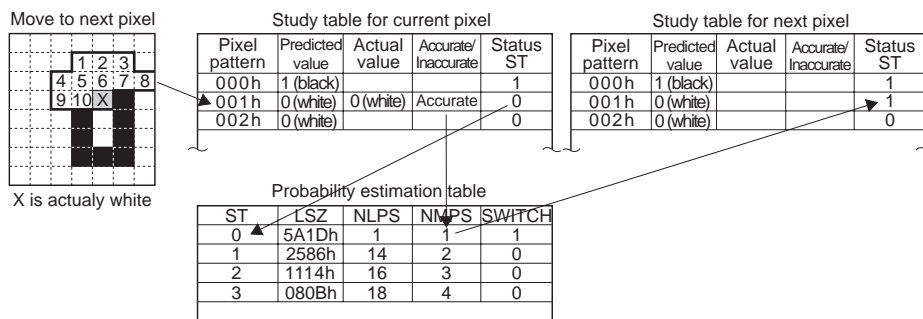 Move to next pixel
1 2 3
4 5 6 7 8
9 10 X
X is actualy white
Study table for current pixel
Pixel pattern Predicted value Actual value Accurate/ Inaccurate Status ST
000h 1 (black) 1
001h 0 (white) 0 (white) Accurate 0
002h 0 (white) 0
Study table for next pixel
Pixel pattern Predicted value Actual value Accurate/ Inaccurate Status ST
000h 1 (black) 1
001h 0 (white) 1
002h 0 (white) 0
Probability estimation table
ST LSZ NLPS NMPS SWITCH
0 5A1Dh 1 1 1
1 2586h 14 2 0
2 1114h 16 3 0
3 080Bh 18 4 0